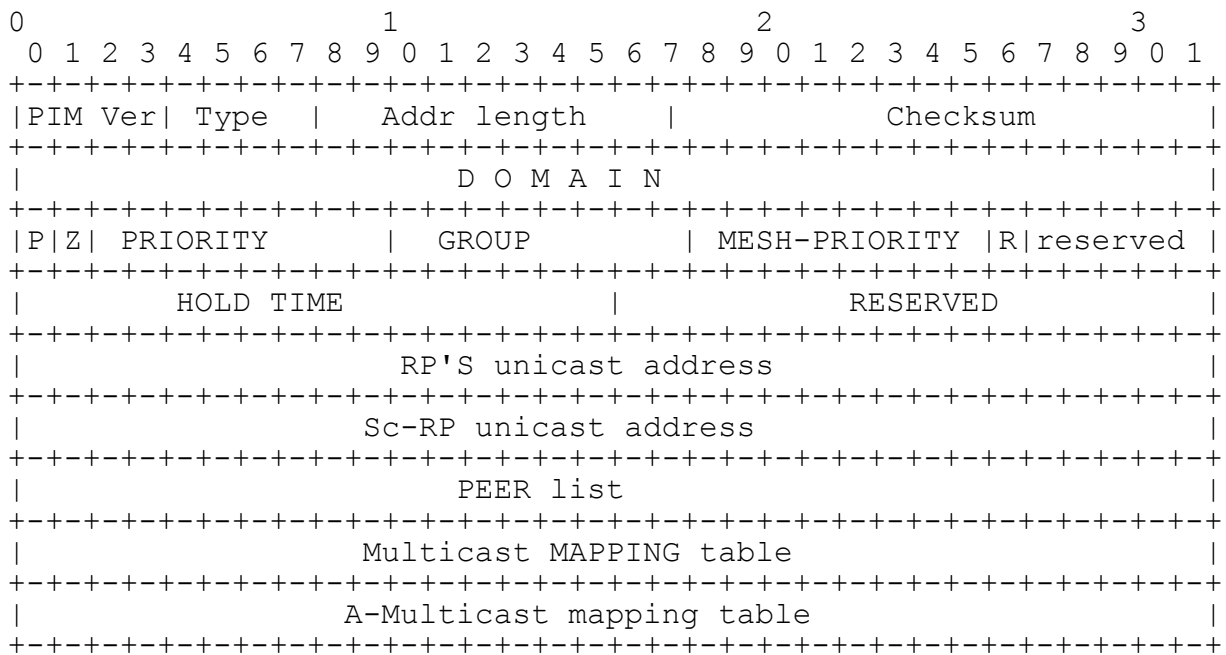 0                   1                   2                   3
 0 1 2 3 4 5 6 7 8 9 0 1 2 3 4 5 6 7 8 9 0 1 2 3 4 5 6 7 8 9 0 1
+-+-+-+-+-+-+-+-+-+-+-+-+-+-+-+-+-+-+-+-+-+-+-+-+-+-+-+-+-+-+-+-+
|PIM Ver| Type  |   Addr length    |           Checksum         |
+-+-+-+-+-+-+-+-+-+-+-+-+-+-+-+-+-+-+-+-+-+-+-+-+-+-+-+-+-+-+-+-+
|                       D O M A I N                             |
+-+-+-+-+-+-+-+-+-+-+-+-+-+-+-+-+-+-+-+-+-+-+-+-+-+-+-+-+-+-+-+-+
|P|Z| PRIORITY      |  GROUP        | MESH-PRIORITY |R|reserved |
+-+-+-+-+-+-+-+-+-+-+-+-+-+-+-+-+-+-+-+-+-+-+-+-+-+-+-+-+-+-+-+-+
|        HOLD TIME              |            RESERVED           |
+-+-+-+-+-+-+-+-+-+-+-+-+-+-+-+-+-+-+-+-+-+-+-+-+-+-+-+-+-+-+-+-+
|                    RP'S unicast address                       |
+-+-+-+-+-+-+-+-+-+-+-+-+-+-+-+-+-+-+-+-+-+-+-+-+-+-+-+-+-+-+-+-+
|                  Sc-RP unicast address                        |
+-+-+-+-+-+-+-+-+-+-+-+-+-+-+-+-+-+-+-+-+-+-+-+-+-+-+-+-+-+-+-+-+
|                       PEER list                               |
+-+-+-+-+-+-+-+-+-+-+-+-+-+-+-+-+-+-+-+-+-+-+-+-+-+-+-+-+-+-+-+-+
|                  Multicast MAPPING table                      |
+-+-+-+-+-+-+-+-+-+-+-+-+-+-+-+-+-+-+-+-+-+-+-+-+-+-+-+-+-+-+-+-+
|                 A-Multicast mapping table                     |
+-+-+-+-+-+-+-+-+-+-+-+-+-+-+-+-+-+-+-+-+-+-+-+-+-+-+-+-+-+-+-+-+